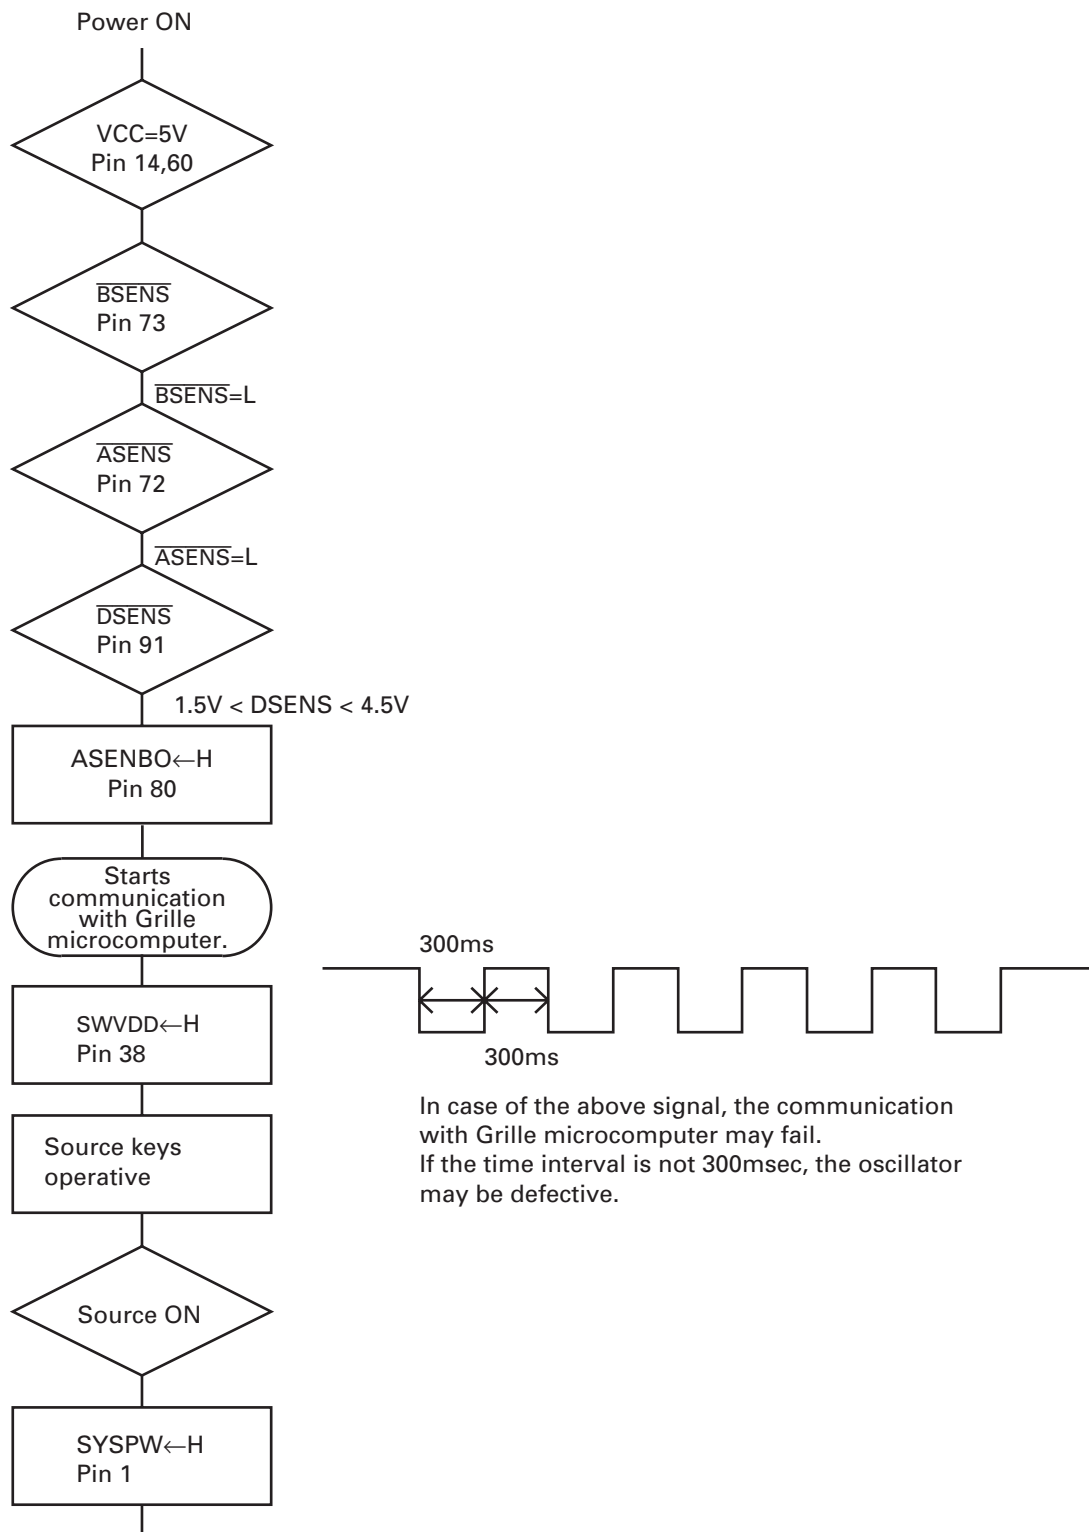 Power ON
VCC=5V
Pin 14,60
BSENS
Pin 73
BSENS=L
ASENS
Pin 72
ASENS=L
DSENS
Pin 91
1.5V < DSENS < 4.5V
ASENBO←H
Pin 80
Starts
communication
with Grille
microcomputer.
SWVDD←H
Pin 38
Source keys
operative
Source ON
SYSPW←H
Pin 1
300ms
300ms
In case of the above signal, the communication
with Grille microcomputer may fail.
If the time interval is not 300msec, the oscillator
may be defective.